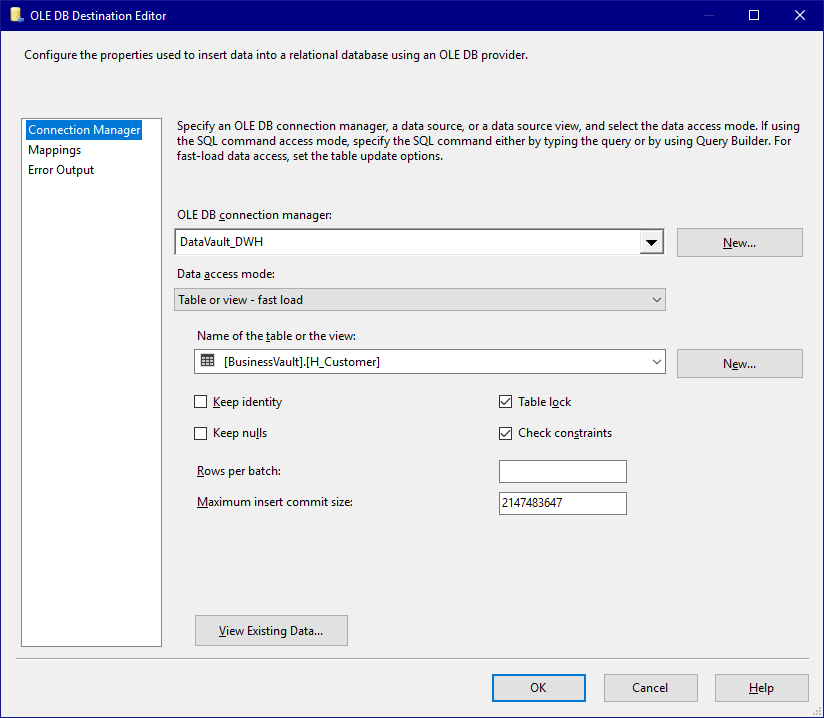 OLE DB Destination Editor
Configure the properties used to insert data into a relational database using an OLE DB provider.
Connection Manager
Mappings
Error Output
Specify an OLE DB connection manager, a data source, or a data source view, and select the data access mode. If using
the SQL command access mode, specify the SQL command either by typing the query or by using Query Builder. For
fast-load data access, set the table update options.
OLE DB connection manager:
DataVault_DWH
New...
Data access mode:
Table or view - fast load
Name of the table or the view:
[BusinessVault].[H_Customer]
New...
Keep identity
Table lock
Keep nulls
Check constraints
Rows per batch:
Maximum insert commit size:
2147483647
View Existing Data...
OK
Cancel
Help